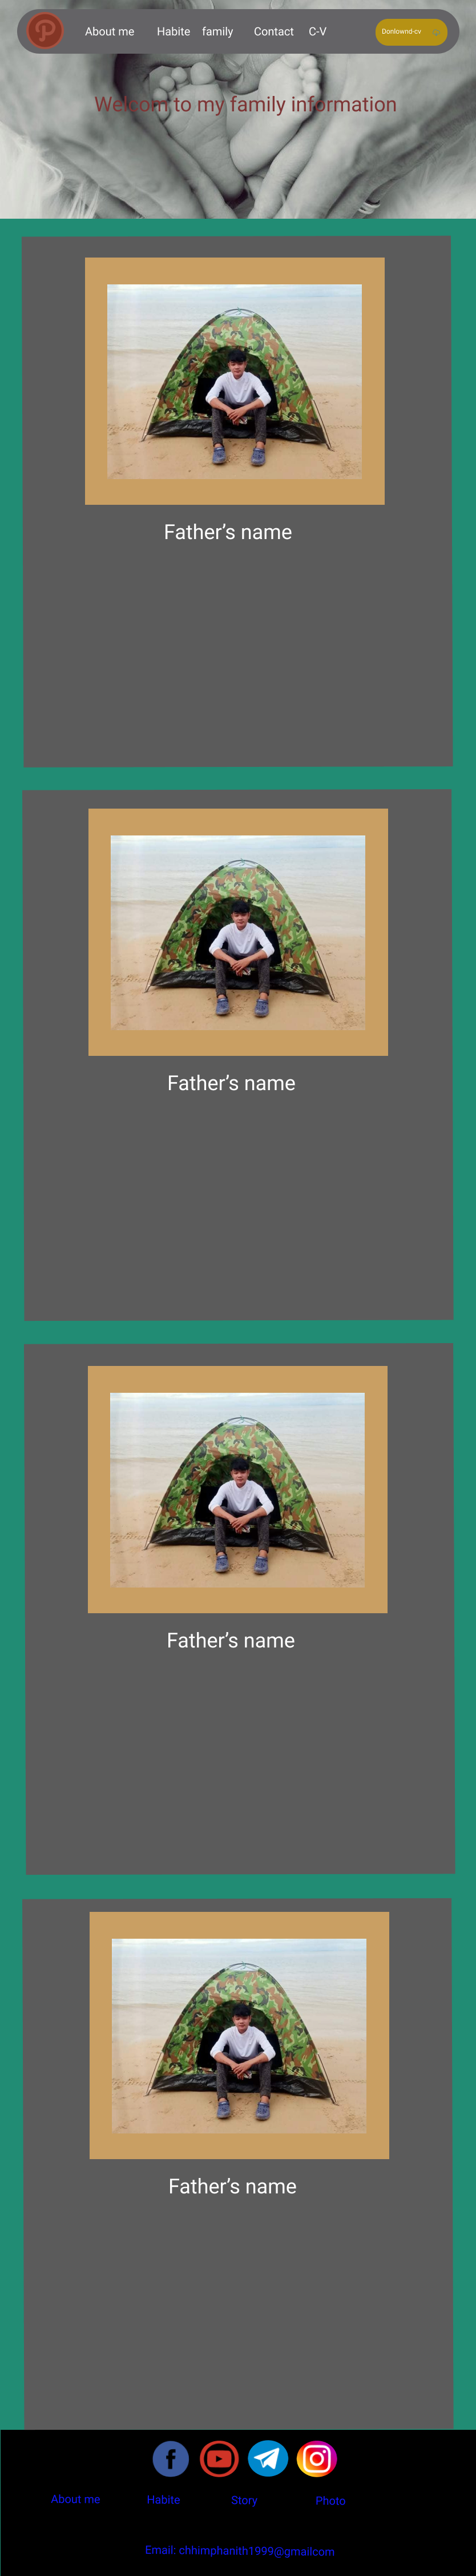 About me Habite family Contact C-V Donlownd-cv
Welcom to my family information
Father’s name
Father’s name
Father’s name
Father’s name
About me Habite Story Photo
Email: chhimphanith1999@gmailcom